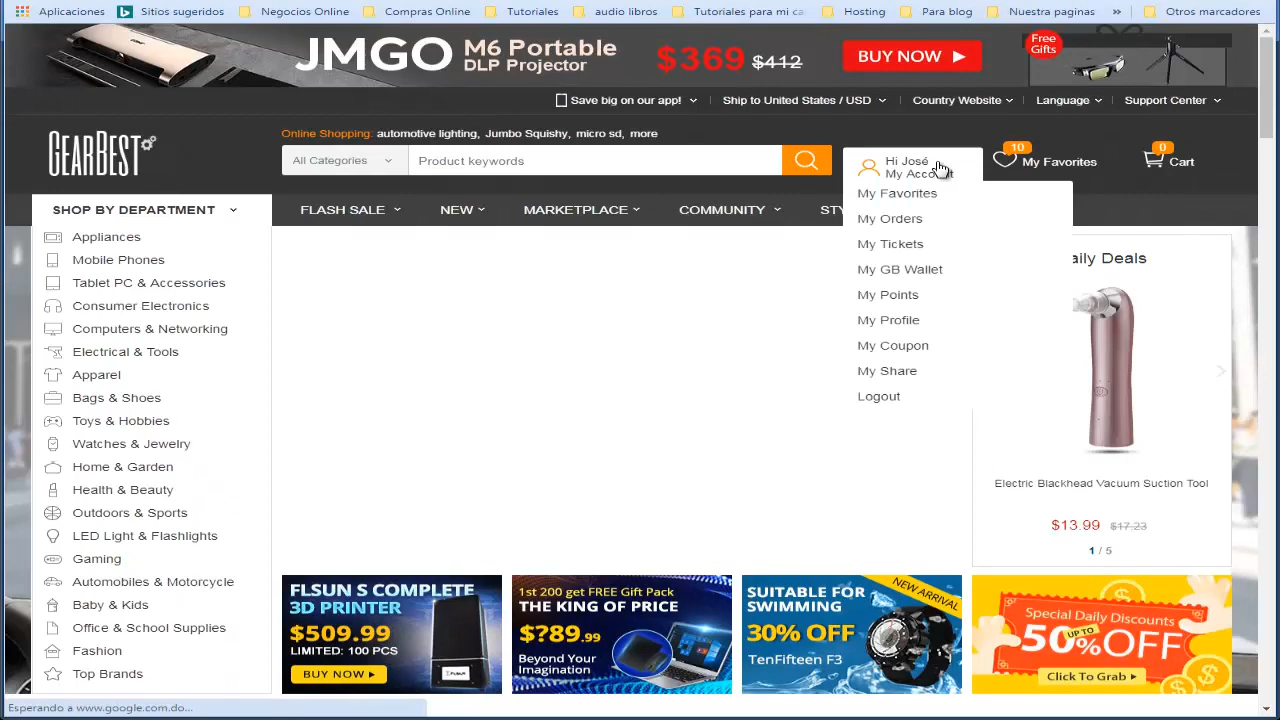 Aplicaciones Sitios sugeridos Negocios Online Compras Online Tutoriales audio libros Tutoriales para mi ca Hosting Para blog Nuestra paginas » Otros marcadores
JMGO M6 Portable DLP Projector $369 $412 BUY NOW ▶ Free Gifts
Save big on our app! Ship to United States / USD Country Website Language Support Center
GEARBEST
Online Shopping: automotive lighting, Jumbo Squishy, micro sd, more
All Categories Product keywords
Hi José
My Account
10 My Favorites
0 Cart
SHOP BY DEPARTMENT FLASH SALE NEW MARKETPLACE COMMUNITY STY
Appliances
Mobile Phones
Tablet PC & Accessories
Consumer Electronics
Computers & Networking
Electrical & Tools
Apparel
Bags & Shoes
Toys & Hobbies
Watches & Jewelry
Home & Garden
Health & Beauty
Outdoors & Sports
LED Light & Flashlights
Gaming
Automobiles & Motorcycle
Baby & Kids
Office & School Supplies
Fashion
Top Brands
My Favorites
My Orders
My Tickets
My GB Wallet
My Points
My Profile
My Coupon
My Share
Logout
aily Deals
Electric Blackhead Vacuum Suction Tool
$13.99 $17.23
1 / 5
FLSUN S COMPLETE
3D PRINTER
$509.99
LIMITED: 100 PCS
BUY NOW ▶
FLSUN
1st 200 get FREE Gift Pack
THE KING OF PRICE
$?89.99
Beyond Your
Imagination
SUITABLE FOR
SWIMMING
30% OFF
TenFifteen F3
NEW ARRIVAL
Special Daily Discounts
UP TO
50% OFF
Click To Grab ▶
Esperando a www.google.com.do...